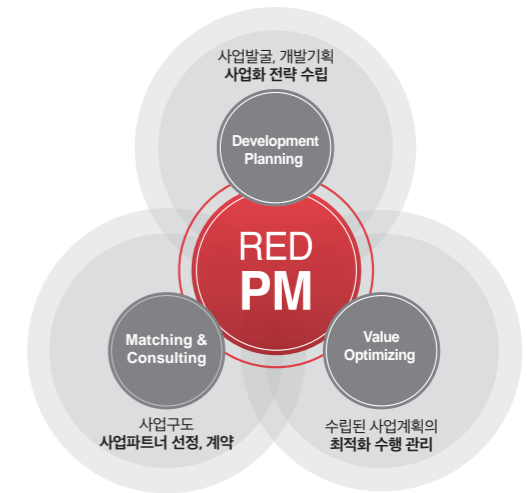 사업발굴, 개발기획
사업화 전략 수립
Development
Planning
RED
PM
Matching &
Consulting
사업구도
사업파트너 선정, 계약
Value
Optimizing
수립된 사업계획의
최적화 수행 관리